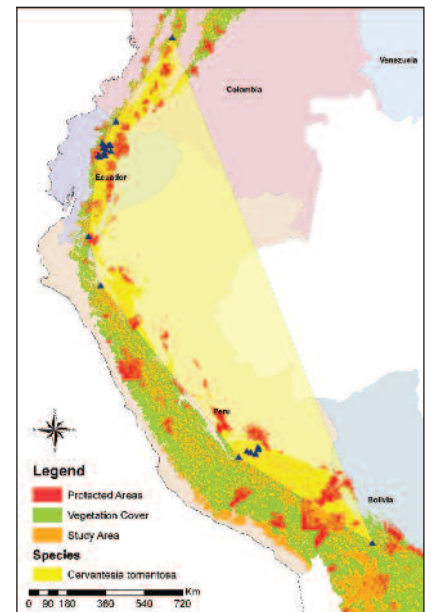 Venezuela
Colombia
Ecuador
Peru
Bolivia
Legend
Protected Areas
Vegetation Cover
Study Area
Species
Cervantesia tomentosa
Km
0 90 180 360 540 720